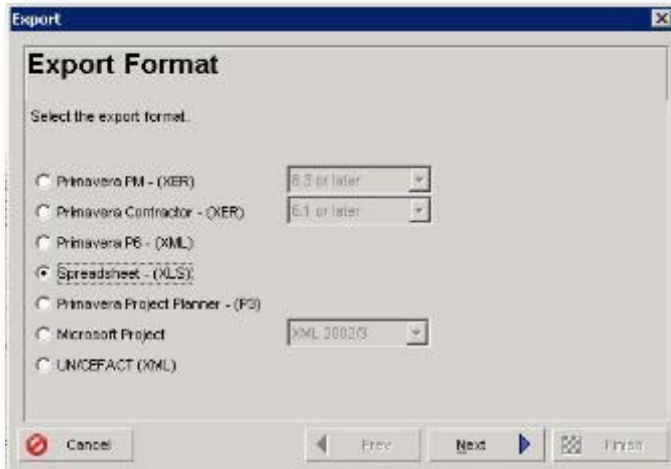 Export
Export Format
Select the export format.
Primavera PM - (XER) 6.3 or later
Primavera Contractor - (XER) 6.1 or later
Primavera P6 - (XML)
Spreadsheet - (XLS)
Primavera Project Planner - (P3)
Microsoft Project XML 2002/3
UN/CEFACT (XML)
Cancel Prev Next Finish